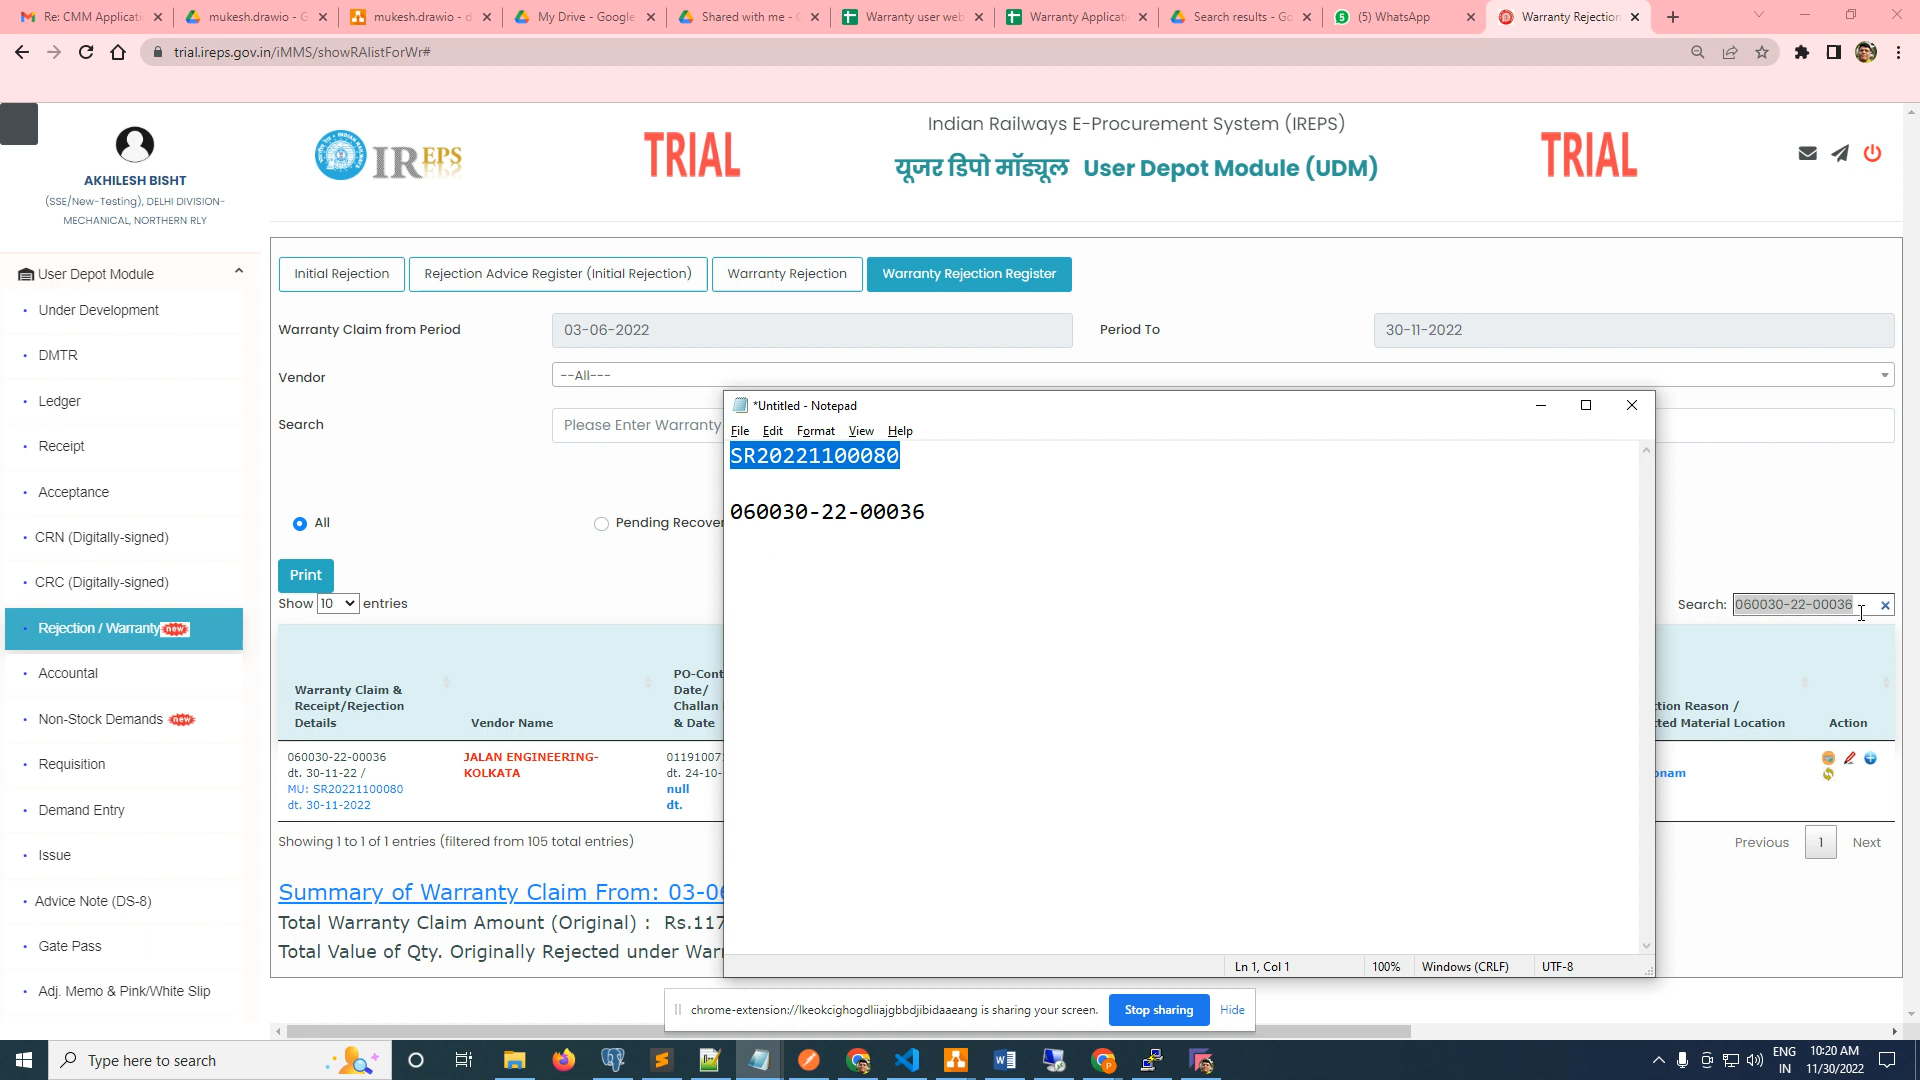 Re: CMM Applicati
mukesh.drawio - G
mukesh.drawio - d
My Drive - Google
Shared with me - G
Warranty user web
Warranty Applicati
Search results - Go
5
(5) WhatsApp
Warranty Rejection
trial.ireps.gov.in/iMMS/showRAlistForWr#
AKHILESH BISHT
(SSE/New-Testing), DELHI DIVISION-
MECHANICAL, NORTHERN RLY
IREPS
TRIAL
Indian Railways E-Procurement System (IREPS)
यूजर डिपो मॉड्यूल User Depot Module (UDM)
TRIAL
User Depot Module
Under Development
DMTR
Ledger
Receipt
Acceptance
CRN (Digitally-signed)
CRC (Digitally-signed)
Rejection / Warranty new
Accountal
Non-Stock Demands new
Requisition
Demand Entry
Issue
Advice Note (DS-8)
Gate Pass
Adj. Memo & Pink/White Slip
Initial Rejection
Rejection Advice Register (Initial Rejection)
Warranty Rejection
Warranty Rejection Register
Warranty Claim from Period
03-06-2022
Period To
30-11-2022
Vendor
--All---
Search
Please Enter Warranty
All
Pending Recover
Print
Show 10 entries
Search: 060030-22-00036
Warranty Claim &
Receipt/Rejection
Details
Vendor Name
PO-Cont
Date/
Challan
& Date
tion Reason /
cted Material Location
Action
060030-22-00036
dt. 30-11-22 /
MU: SR20221100080
dt. 30-11-2022
JALAN ENGINEERING-
KOLKATA
01191007
dt. 24-10-
null
dt.
onam
Showing 1 to 1 of 1 entries (filtered from 105 total entries)
Previous
1
Next
Summary of Warranty Claim From: 03-06
Total Warranty Claim Amount (Original) : Rs.117
Total Value of Qty. Originally Rejected under War
*Untitled - Notepad
File Edit Format View Help
SR20221100080
060030-22-00036
Ln 1, Col 1
100%
Windows (CRLF)
UTF-8
chrome-extension://lkeokcighogdliiajgbbdjibidaaeang is sharing your screen.
Stop sharing
Hide
Type here to search
ENG
IN
10:20 AM
11/30/2022